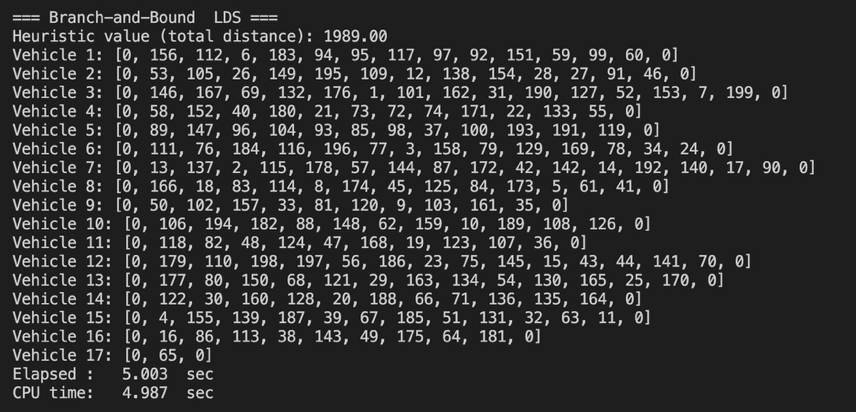 === Branch-and-Bound  LDS ===
Heuristic value (total distance): 1989.00
Vehicle 1: [0, 156, 112, 6, 183, 94, 95, 117, 97, 92, 151, 59, 99, 60, 0]
Vehicle 2: [0, 53, 105, 26, 149, 195, 109, 12, 138, 154, 28, 27, 91, 46, 0]
Vehicle 3: [0, 146, 167, 69, 132, 176, 1, 101, 162, 31, 190, 127, 52, 153, 7, 199, 0]
Vehicle 4: [0, 58, 152, 40, 180, 21, 73, 72, 74, 171, 22, 133, 55, 0]
Vehicle 5: [0, 89, 147, 96, 104, 93, 85, 98, 37, 100, 193, 191, 119, 0]
Vehicle 6: [0, 111, 76, 184, 116, 196, 77, 3, 158, 79, 129, 169, 78, 34, 24, 0]
Vehicle 7: [0, 13, 137, 2, 115, 178, 57, 144, 87, 172, 42, 142, 14, 192, 140, 17, 90, 0]
Vehicle 8: [0, 166, 18, 83, 114, 8, 174, 45, 125, 84, 173, 5, 61, 41, 0]
Vehicle 9: [0, 50, 102, 157, 33, 81, 120, 9, 103, 161, 35, 0]
Vehicle 10: [0, 106, 194, 182, 88, 148, 62, 159, 10, 189, 108, 126, 0]
Vehicle 11: [0, 118, 82, 48, 124, 47, 168, 19, 123, 107, 36, 0]
Vehicle 12: [0, 179, 110, 198, 197, 56, 186, 23, 75, 145, 15, 43, 44, 141, 70, 0]
Vehicle 13: [0, 177, 80, 150, 68, 121, 29, 163, 134, 54, 130, 165, 25, 170, 0]
Vehicle 14: [0, 122, 30, 160, 128, 20, 188, 66, 71, 136, 135, 164, 0]
Vehicle 15: [0, 4, 155, 139, 187, 39, 67, 185, 51, 131, 32, 63, 11, 0]
Vehicle 16: [0, 16, 86, 113, 38, 143, 49, 175, 64, 181, 0]
Vehicle 17: [0, 65, 0]
Elapsed :   5.003  sec
CPU time:   4.987  sec